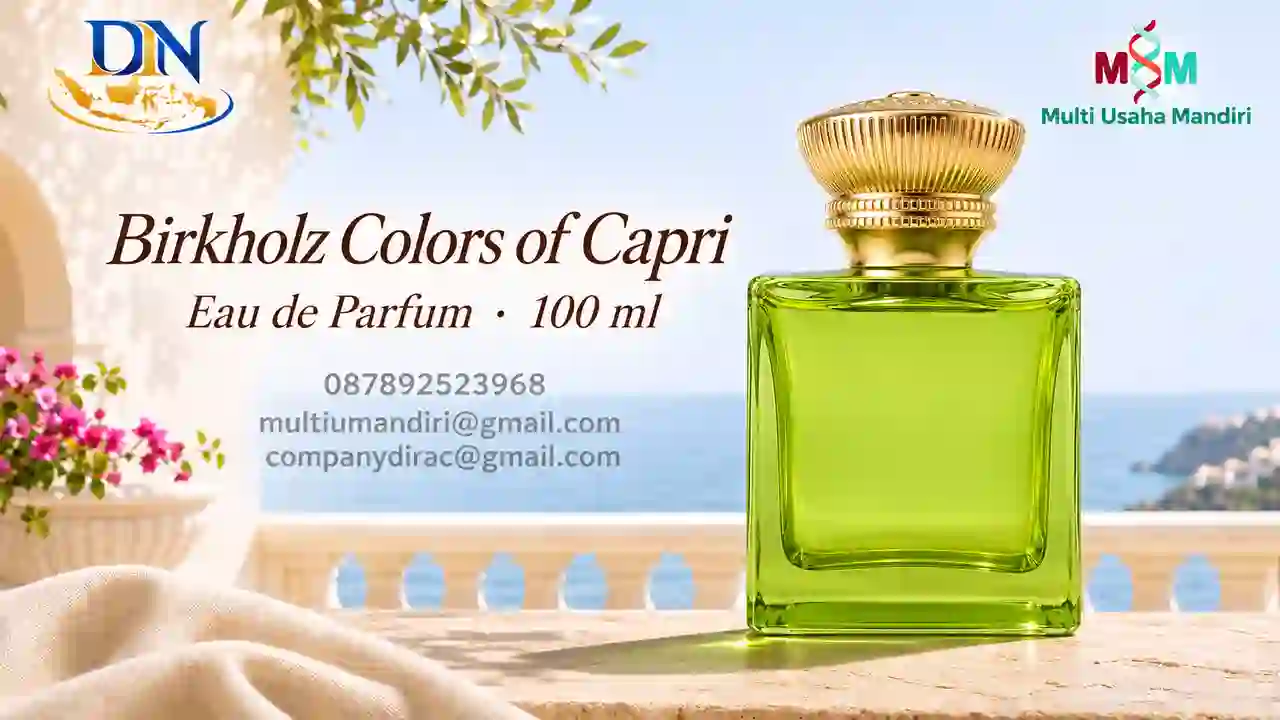 DN
M M
Multi Usaha Mandiri
Birkholz Colors of Capri
Eau de Parfum · 100 ml
087892523968
multiumandiri@gmail.com
companydirac@gmail.com